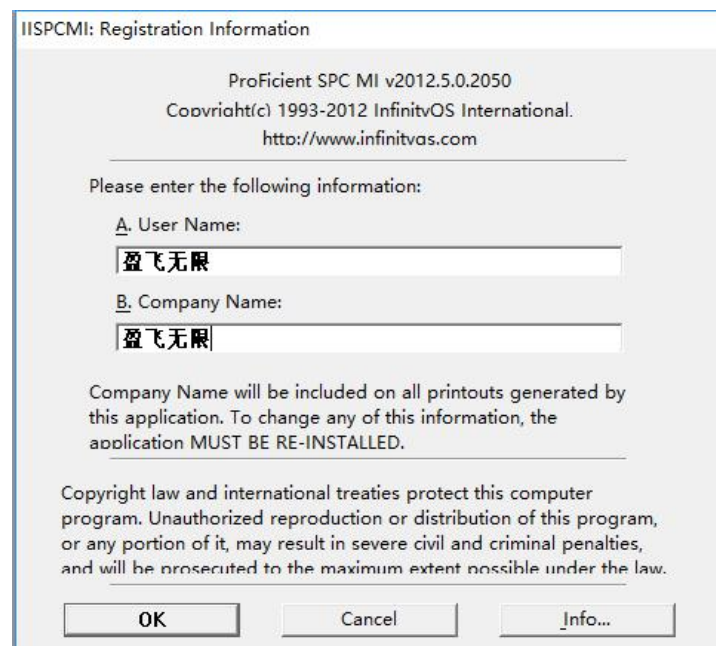 IISPCMI: Registration Information
ProFicient SPC MI v2012.5.0.2050
Copyright(c) 1993-2012 InfinityQS International.
http://www.infinityqs.com
Please enter the following information:
A. User Name:
盈飞无限
B. Company Name:
盈飞无限
Company Name will be included on all printouts generated by
this application. To change any of this information, the
application MUST BE RE-INSTALLED.
Copyright law and international treaties protect this computer
program. Unauthorized reproduction or distribution of this program,
or any portion of it, may result in severe civil and criminal penalties,
and will be prosecuted to the maximum extent possible under the law.
OK
Cancel
Info...